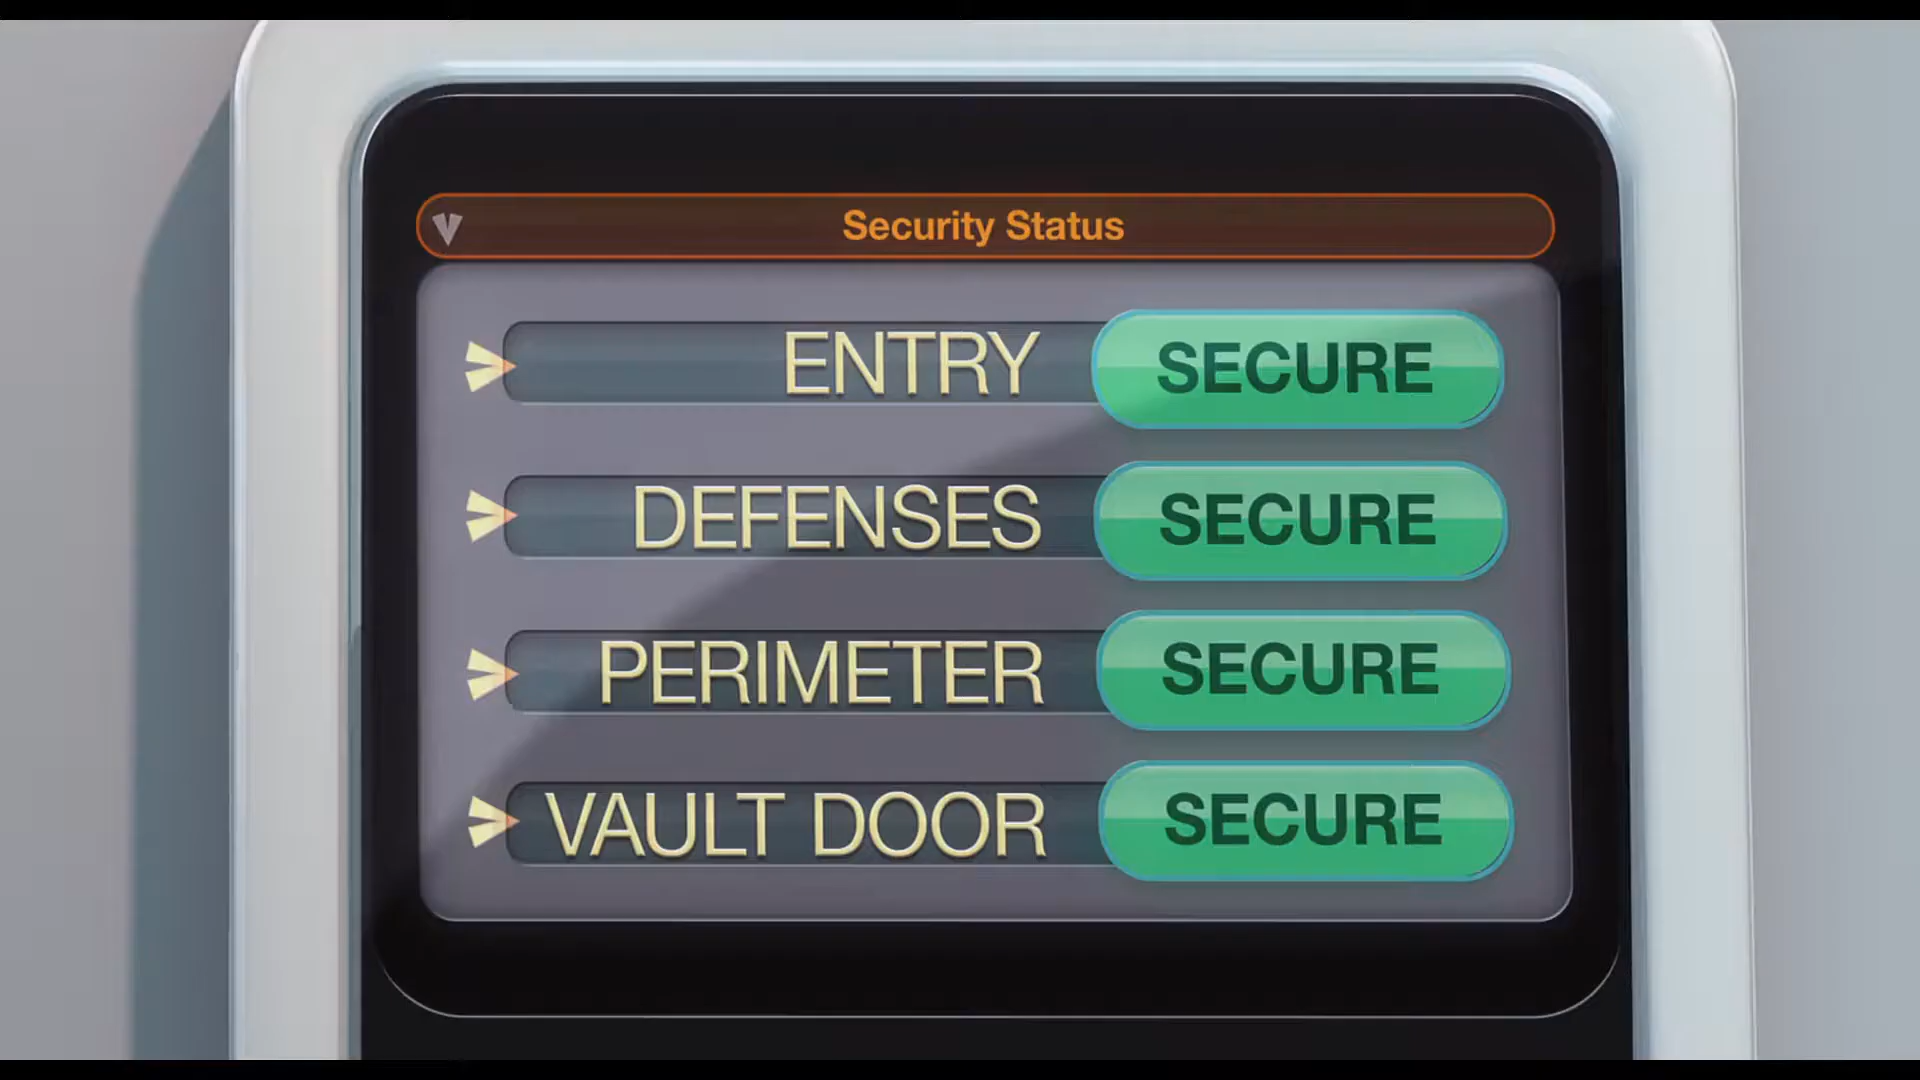 Security Status
ENTRY SECURE
DEFENSES SECURE
PERIMETER SECURE
VAULT DOOR SECURE